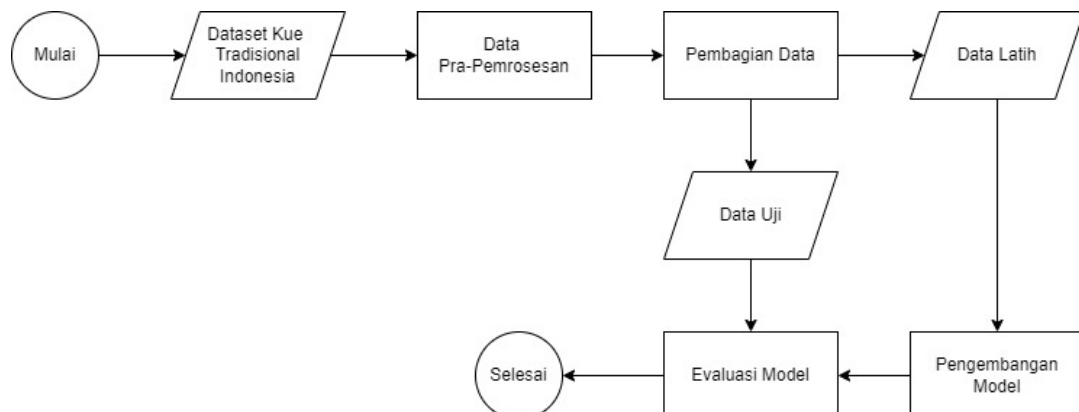 Mulai
Dataset Kue
Tradisional
Indonesia
Data
Pra-Pemrosesan
Pembagian Data
Data Latih
Data Uji
Selesai
Evaluasi Model
Pengembangan
Model